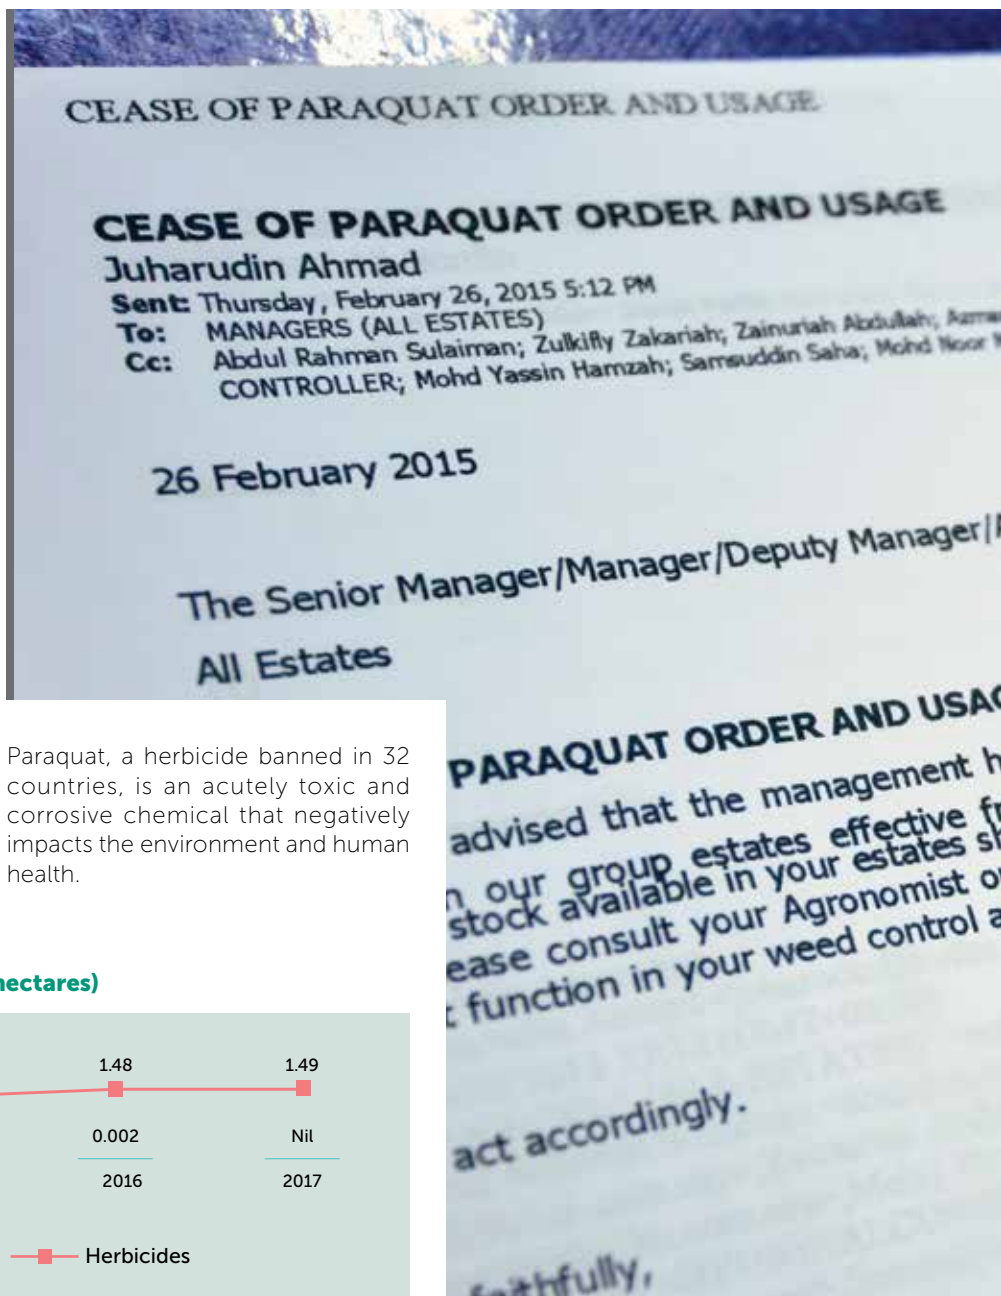 CEASE OF PARAQUAT ORDER AND USAGE
CEASE OF PARAQUAT ORDER AND USAGE
Juharudin Ahmad
Sent: Thursday, February 26, 2015 5:12 PM
To: MANAGERS (ALL ESTATES)
Cc: Abdul Rahman Sulaiman; Zulkifly Zakariah; Zainuriah Abdullah;
CONTROLLER; Mohd Yassin Hamzah; Samsuddin Saha; Mohd Noor
26 February 2015
The Senior Manager/Manager/Deputy Manager/
All Estates
PARAQUAT ORDER AND
advised that the management
our group estates effective
stock available in your estates
consult your Agronomist
function in your weed control
act accordingly.
faithfully,
Paraquat, a herbicide banned in 32
countries, is an acutely toxic and
corrosive chemical that negatively
impacts the environment and human
health.
hectares)
1.48 1.49
0.002 Nil
2016 2017
Herbicides